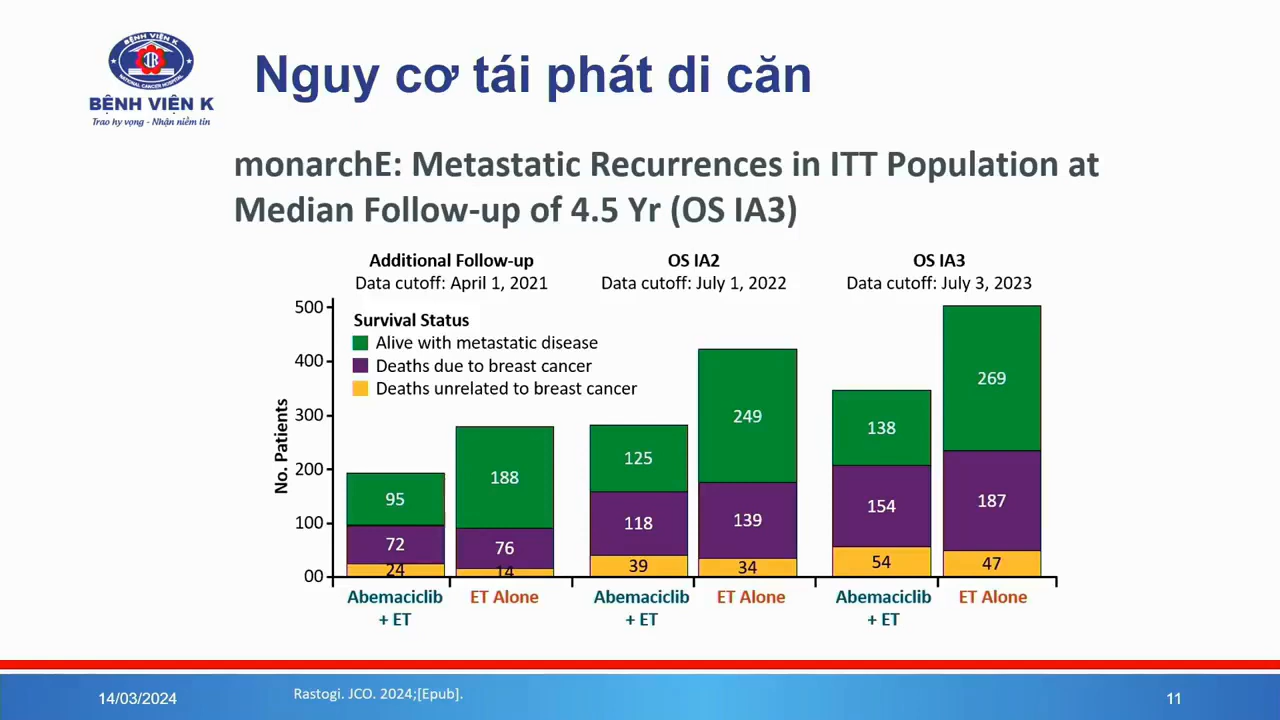 BỆNH VIỆN K
NATIONAL CANCER HOSPITAL
BỆNH VIỆN K
Trao hy vọng - Nhận niềm tin
Nguy cơ tái phát di căn
monarchE: Metastatic Recurrences in ITT Population at
Median Follow-up of 4.5 Yr (OS IA3)
Additional Follow-up
Data cutoff: April 1, 2021
OS IA2
Data cutoff: July 1, 2022
OS IA3
Data cutoff: July 3, 2023
Survival Status
Alive with metastatic disease
Deaths due to breast cancer
Deaths unrelated to breast cancer
No. Patients
500
400
300
200
100
00
95
72
24
188
76
14
125
118
39
249
139
34
138
154
54
269
187
47
Abemaciclib
+ ET
ET Alone
Abemaciclib
+ ET
ET Alone
Abemaciclib
+ ET
ET Alone
14/03/2024
Rastogi. JCO. 2024;[Epub].
11